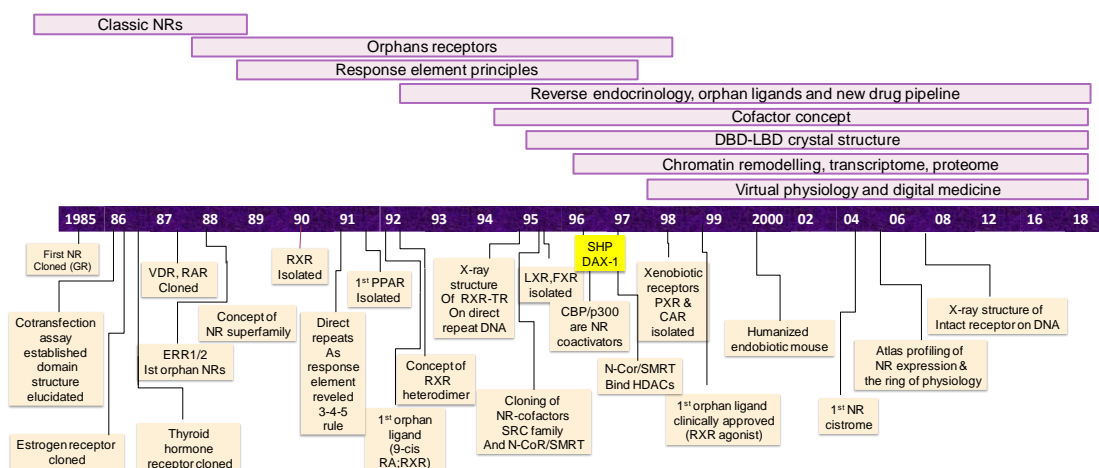 Classic NRs
Orphans receptors
Response element principles
Reverse endocrinology, orphan ligands and new drug pipeline
Cofactor concept
DBD-LBD crystal structure
Chromatin remodelling, transcriptome, proteome
Virtual physiology and digital medicine
1985 86 87 88 89 90 91 92 93 94 95 96 97 98 99 2000 02 04 06 08 12 16 18
First NR
Cloned (GR)
Cotransfection
assay
established
domain
structure
elucidated
Estrogen receptor
cloned
VDR, RAR
Cloned
ERR1/2
Ist orphan NRs
Thyroid
hormone
receptor cloned
Concept of
NR superfamily
RXR
Isolated
Direct
repeats
As
response
element
reveled
3-4-5
rule
1st PPAR
Isolated
1st orphan
ligand
(9-cis
RA;RXR)
Concept of
RXR
heterodimer
X-ray
structure
Of RXR-TR
On direct
repeat DNA
Cloning of
NR-cofactors
SRC family
And N-CoR/SMRT
LXR,FXR
isolated
SHP
DAX-1
CBP/p300
are NR
coactivators
N-Cor/SMRT
Bind HDACs
Xenobiotic
receptors
PXR &
CAR
isolated
1st orphan ligand
clinically approved
(RXR agonist)
Humanized
endobiotic mouse
1st NR
cistrome
Atlas profiling of
NR expression &
the ring of physiology
X-ray structure of
Intact receptor on DNA